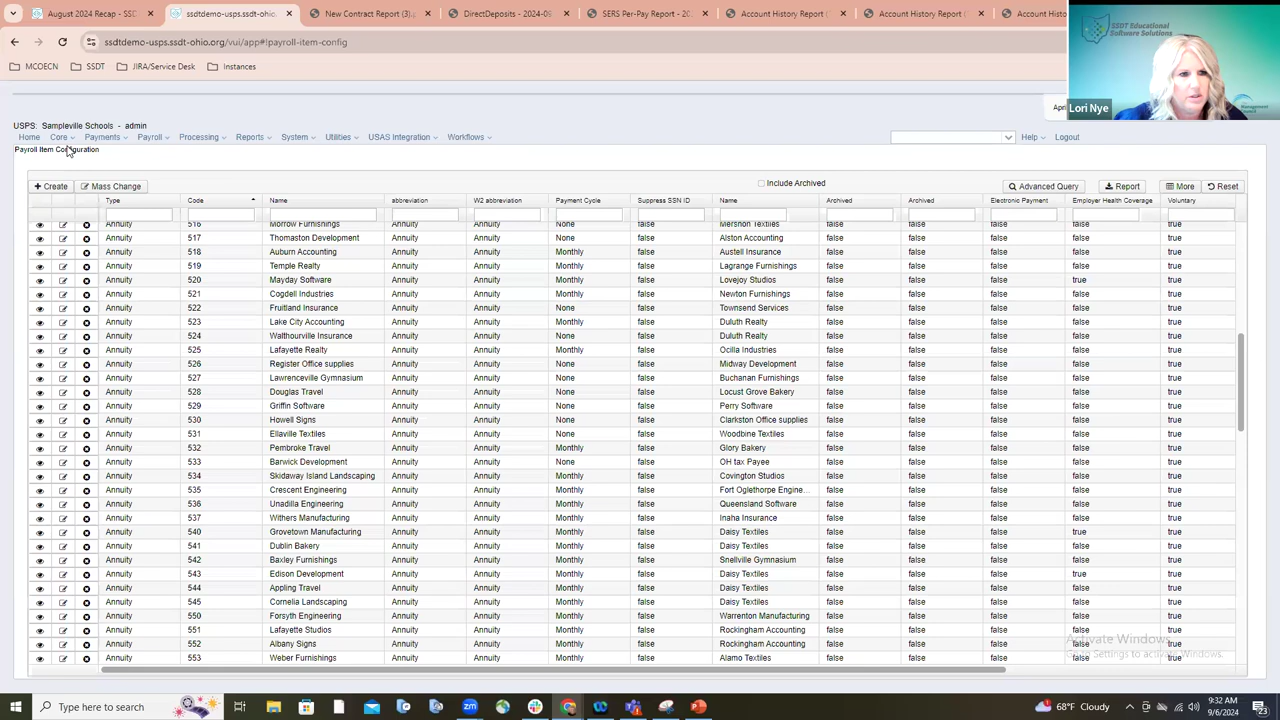 August 2024 Recap - SSDT
ssdtdemo-usps.ssdt-ohio.org/vui
New Contract Report (3).
DirectDeposits - 2024-09
SERS Per-Pay Report - 202
Account History Report (
Account History Report (
Account Hist
ssdtdemo-usps.ssdt-ohio.org/vui/app#!payroll-item-config
MCOECN SSDT JIRA/Service Desk Instances
SSDT Educational
Software Solutions
Lori Nye
USPS: Sampleville Schools - admin
Home Core Payments Payroll Processing Reports System Utilities USAS Integration Workflows Help Logout
Payroll Item Configuration
Create Mass Change Include Archived Advanced Query Report More Reset
Type Code Name abbreviation W2 abbreviation Payment Cycle Suppress SSN ID Name Archived Archived Electronic Payment Employer Health Coverage Voluntary
Annuity 516 Morrow Furnishings Annuity Annuity None false Mershon Textiles false false false false true
Annuity 517 Thomaston Development Annuity Annuity None false Alston Accounting false false false false true
Annuity 518 Auburn Accounting Annuity Annuity Monthly false Austell Insurance false false false false true
Annuity 519 Temple Realty Annuity Annuity Monthly false Lagrange Furnishings false false false false true
Annuity 520 Mayday Software Annuity Annuity Monthly false Lovejoy Studios false false false true true
Annuity 521 Cogdell Industries Annuity Annuity Monthly false Newton Furnishings false false false false true
Annuity 522 Fruitland Insurance Annuity Annuity None false Townsend Services false false false false true
Annuity 523 Lake City Accounting Annuity Annuity Monthly false Duluth Realty false false false false true
Annuity 524 Walthourville Insurance Annuity Annuity None false Duluth Realty false false false false true
Annuity 525 Lafayette Realty Annuity Annuity Monthly false Ocilia Industries false false false false true
Annuity 526 Register Office supplies Annuity Annuity None false Midway Development false false false false true
Annuity 527 Lawrenceville Gymnasium Annuity Annuity None false Buchanan Furnishings false false false false true
Annuity 528 Douglas Travel Annuity Annuity None false Locust Grove Bakery false false false false true
Annuity 529 Griffin Software Annuity Annuity None false Perry Software false false false false true
Annuity 530 Howell Signs Annuity Annuity None false Clarkston Office supplies false false false false true
Annuity 531 Ellaville Textiles Annuity Annuity None false Woodbine Textiles false false false false true
Annuity 532 Pembroke Travel Annuity Annuity Monthly false Glory Bakery false false false false true
Annuity 533 Barwick Development Annuity Annuity None false OH tax Payee false false false false true
Annuity 534 Skidaway Island Landscaping Annuity Annuity Monthly false Covington Studios false false false false true
Annuity 535 Crescent Engineering Annuity Annuity Monthly false Fort Oglethorpe Engine... false false false false true
Annuity 536 Unadilla Engineering Annuity Annuity Monthly false Queensland Software false false false false true
Annuity 537 Withers Manufacturing Annuity Annuity Monthly false Inaha Insurance false false false false true
Annuity 540 Grovetown Manufacturing Annuity Annuity Monthly false Daisy Textiles false false false true true
Annuity 541 Dublin Bakery Annuity Annuity Monthly false Daisy Textiles false false false false true
Annuity 542 Baxley Furnishings Annuity Annuity Monthly false Snellville Gymnasium false false false false true
Annuity 543 Edison Development Annuity Annuity Monthly false Daisy Textiles false false false true true
Annuity 544 Appling Travel Annuity Annuity Monthly false Daisy Textiles false false false false true
Annuity 545 Cornelia Landscaping Annuity Annuity Monthly false Daisy Textiles false false false false true
Annuity 550 Forsyth Engineering Annuity Annuity Monthly false Warrenton Manufacturing false false false false true
Annuity 551 Lafayette Studios Annuity Annuity Monthly false Rockingham Accounting false false false false true
Annuity 552 Albany Signs Annuity Annuity Monthly false Rockingham Accounting false false false false true
Annuity 553 Weber Furnishings Annuity Annuity Monthly false Alamo Textiles false false false false true
Activate Windows
Type here to search
68°F Cloudy
9:32 AM
9/6/2024
23